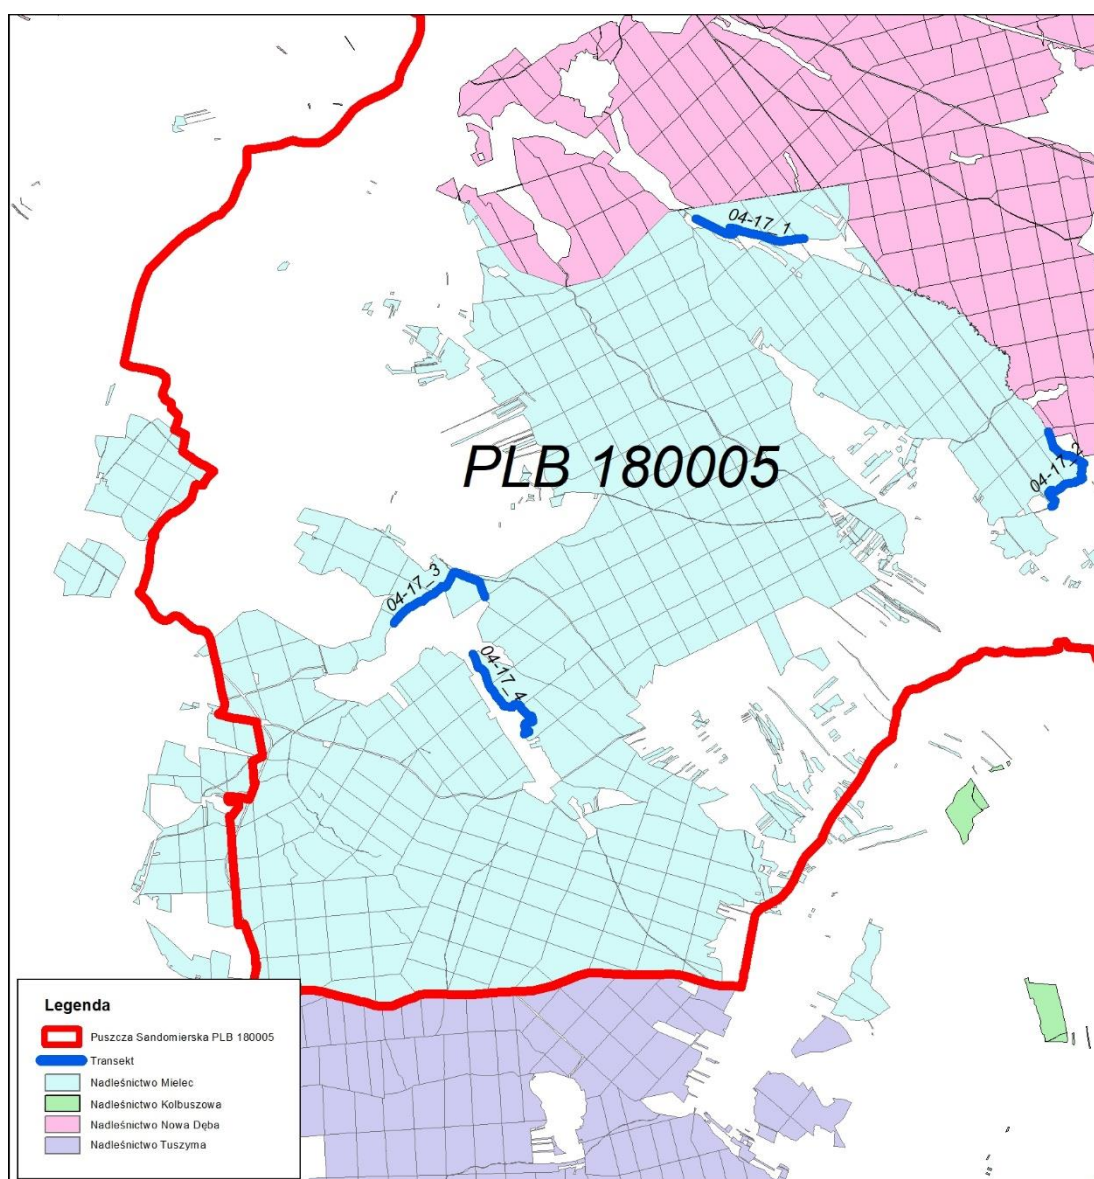 04-17_1
PLB 180005
04-17_2
04-17_3
04-17_4
Legenda
Puszcza Sandomierska PLB 180005
Transekt
Nadleśnictwo Mielec
Nadleśnictwo Kolbuszowa
Nadleśnictwo Nowa Dęba
Nadleśnictwo Tuszyma